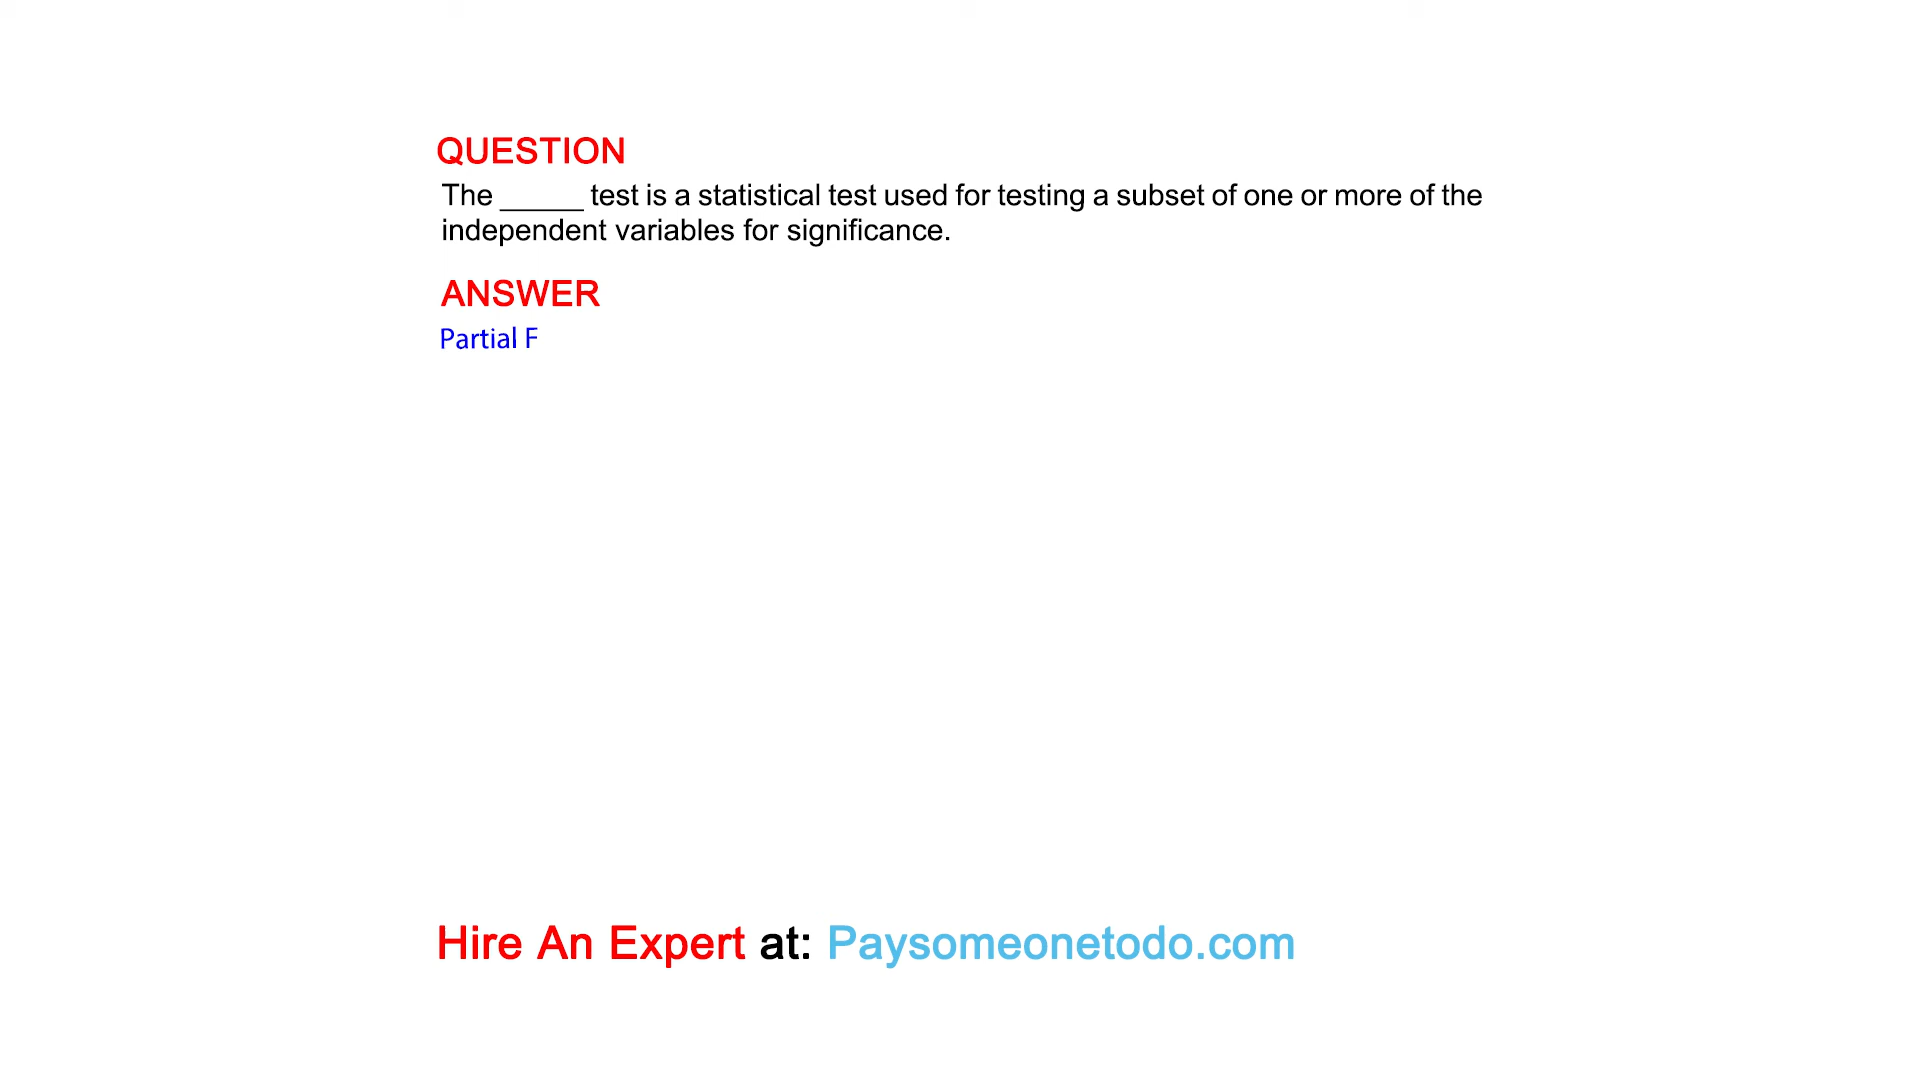 QUESTION
The _____ test is a statistical test used for testing a subset of one or more of the
independent variables for significance.
ANSWER
Partial F
Hire An Expert at: Paysomeonetodo.com